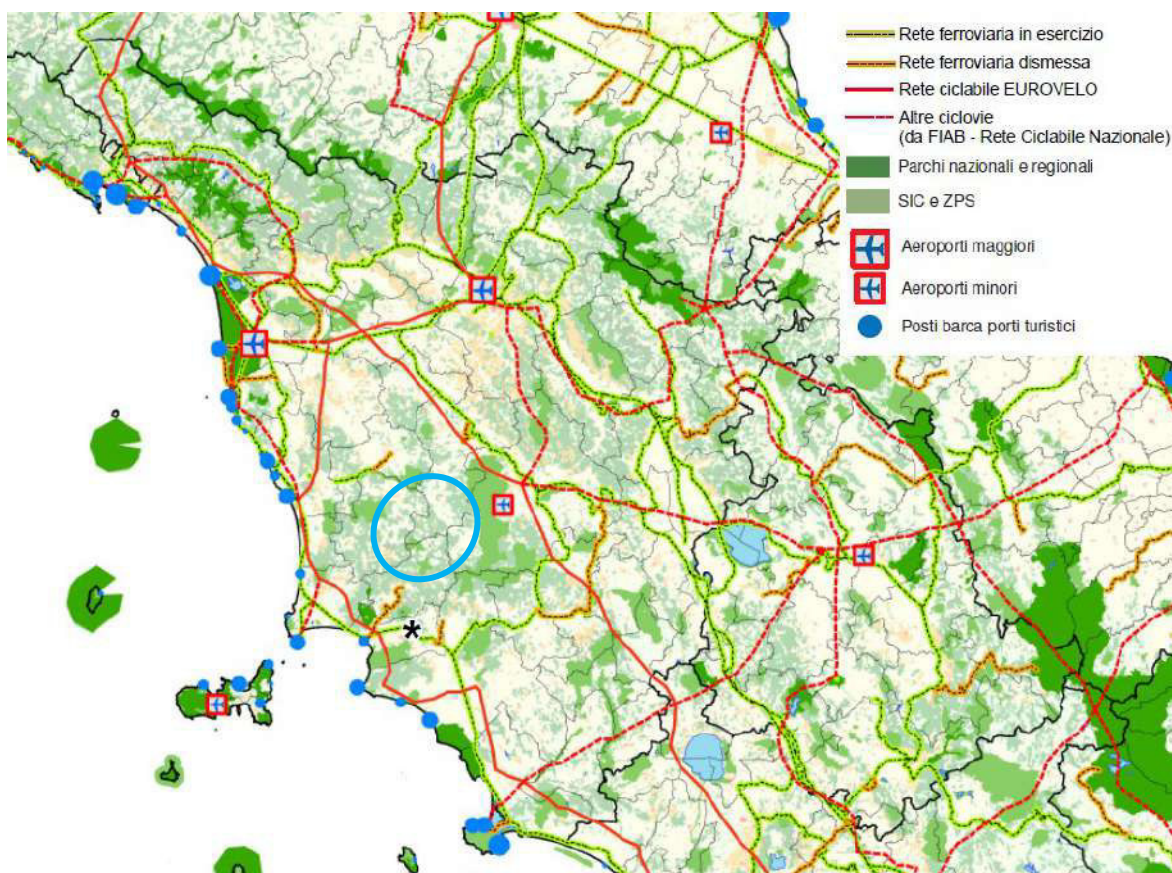 Rete ferroviaria in esercizio
Rete ferroviaria dismessa
Rete ciclabile EUROVELO
Altre ciclovie
(da FIAB - Rete Ciclabile Nazionale)
Parchi nazionali e regionali
SIC e ZPS
Aeroporti maggiori
Aeroporti minori
Posti barca porti turistici
*